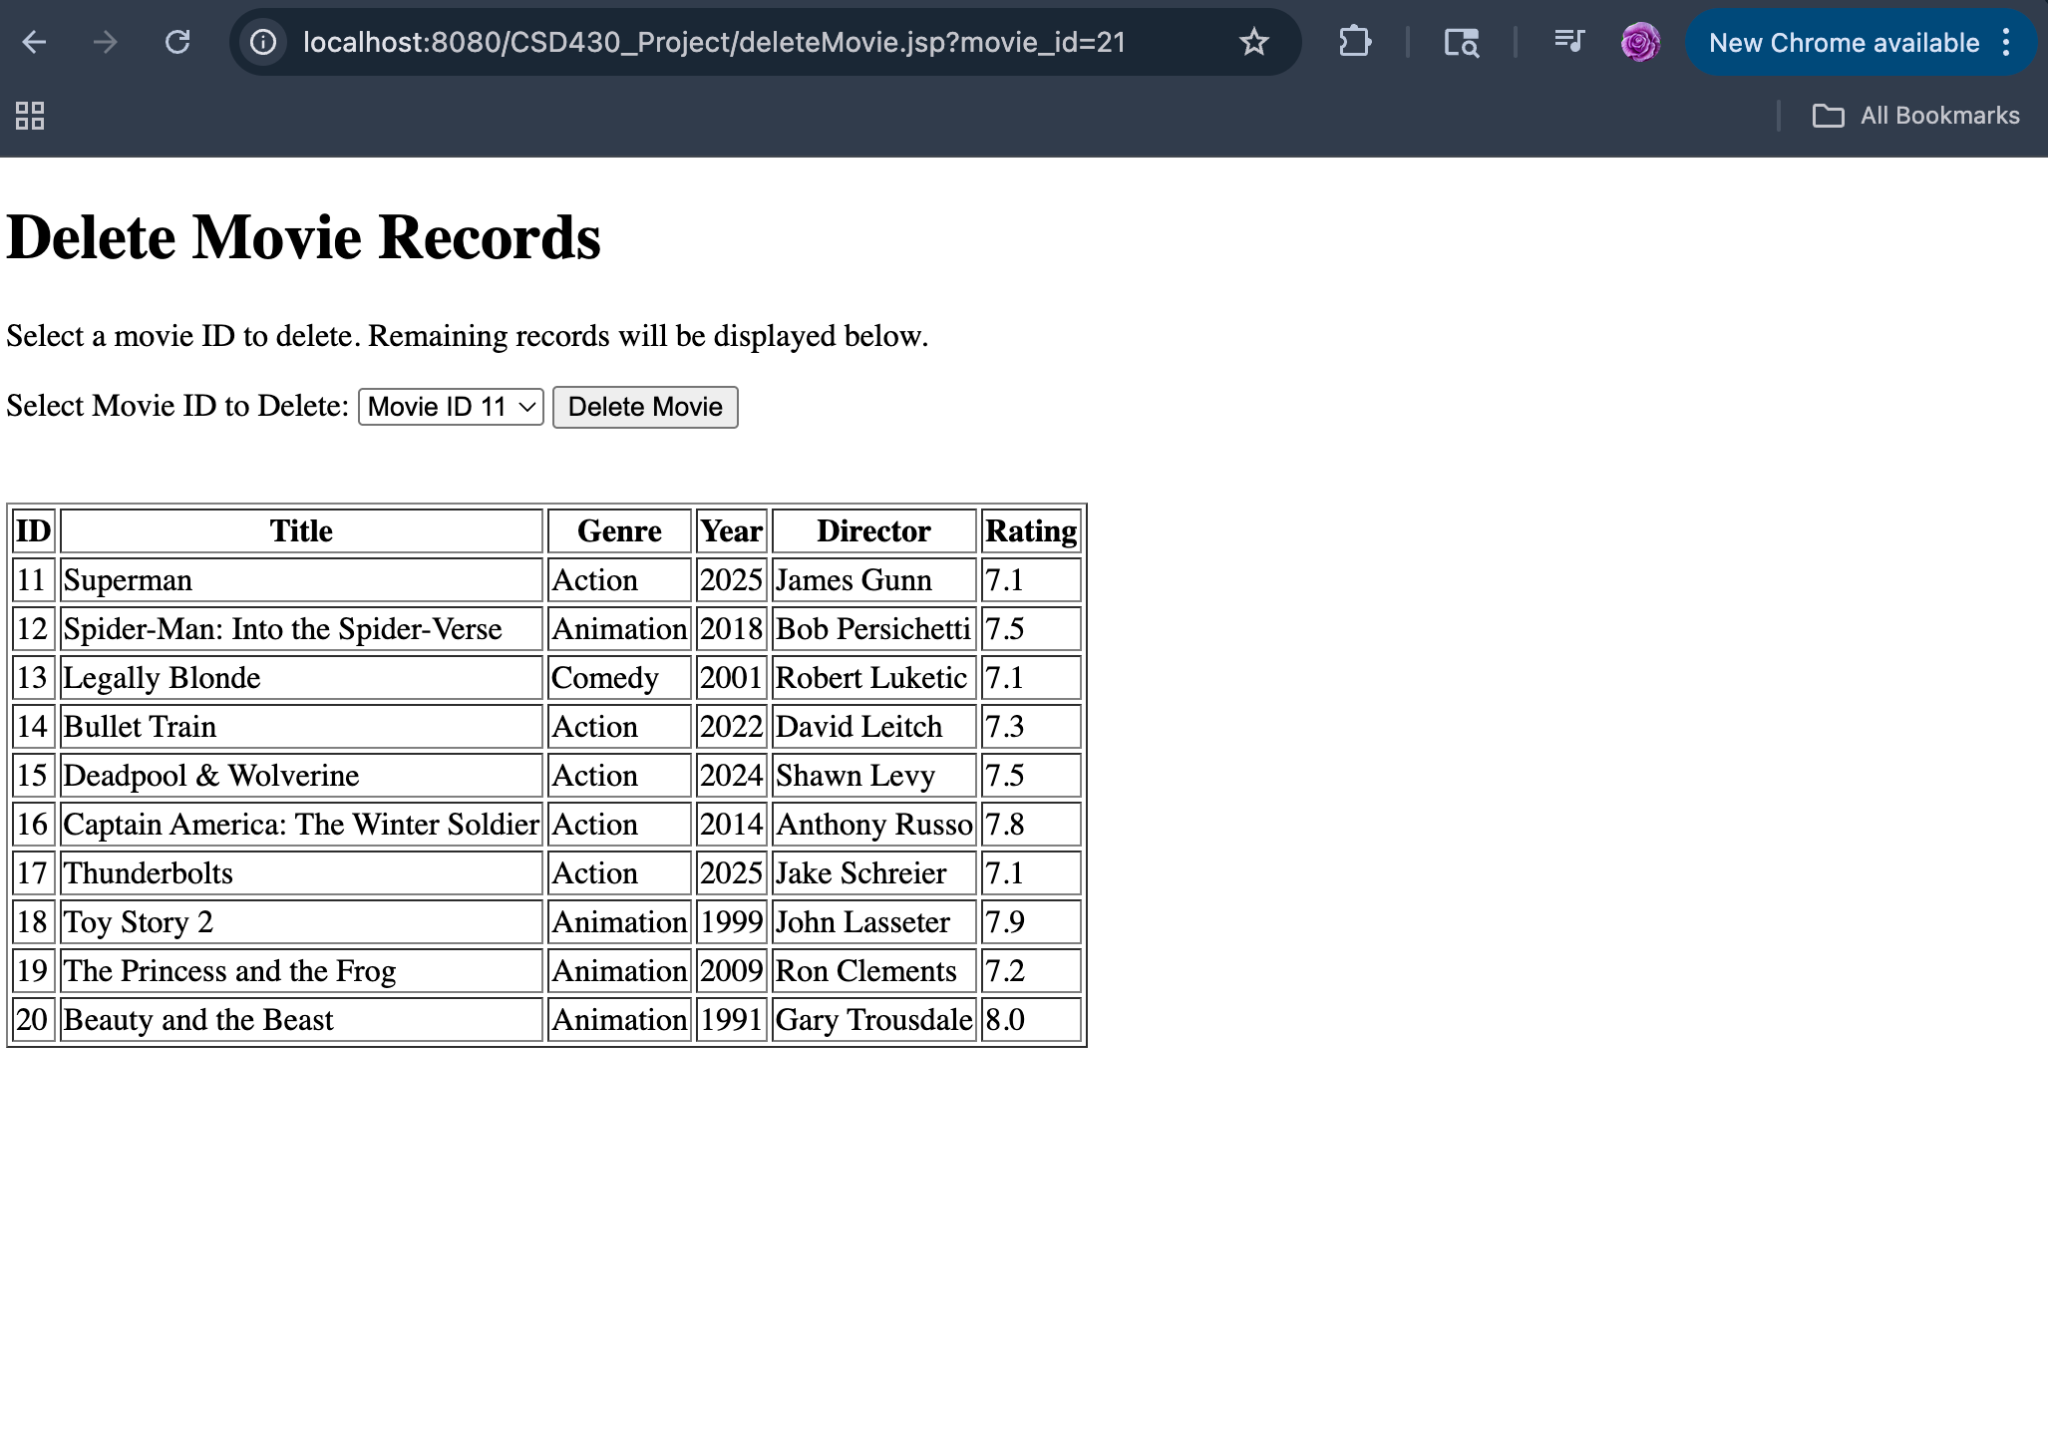 localhost:8080/CSD430_Project/deleteMovie.jsp?movie_id=21
New Chrome available
All Bookmarks
Delete Movie Records
Select a movie ID to delete. Remaining records will be displayed below.
Select Movie ID to Delete: Movie ID 11 Delete Movie
ID Title Genre Year Director Rating
11 Superman Action 2025 James Gunn 7.1
12 Spider-Man: Into the Spider-Verse Animation 2018 Bob Persichetti 7.5
13 Legally Blonde Comedy 2001 Robert Luketic 7.1
14 Bullet Train Action 2022 David Leitch 7.3
15 Deadpool & Wolverine Action 2024 Shawn Levy 7.5
16 Captain America: The Winter Soldier Action 2014 Anthony Russo 7.8
17 Thunderbolts Action 2025 Jake Schreier 7.1
18 Toy Story 2 Animation 1999 John Lasseter 7.9
19 The Princess and the Frog Animation 2009 Ron Clements 7.2
20 Beauty and the Beast Animation 1991 Gary Trousdale 8.0